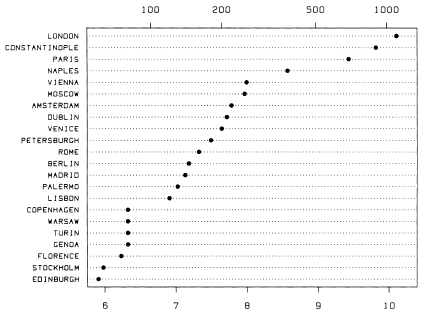 100 200 500 1000
LONDON
CONSTANTINOPLE
PARIS
NAPLES
VIENNA
MOSCOW
AMSTERDAM
DUBLIN
VENICE
PETERSBURGH
ROME
BERLIN
MADRID
PALERMO
LISBON
COPENHAGEN
WARSAW
TURIN
GENOA
FLORENCE
STOCKHOLM
EDINBURGH
6 7 8 9 10